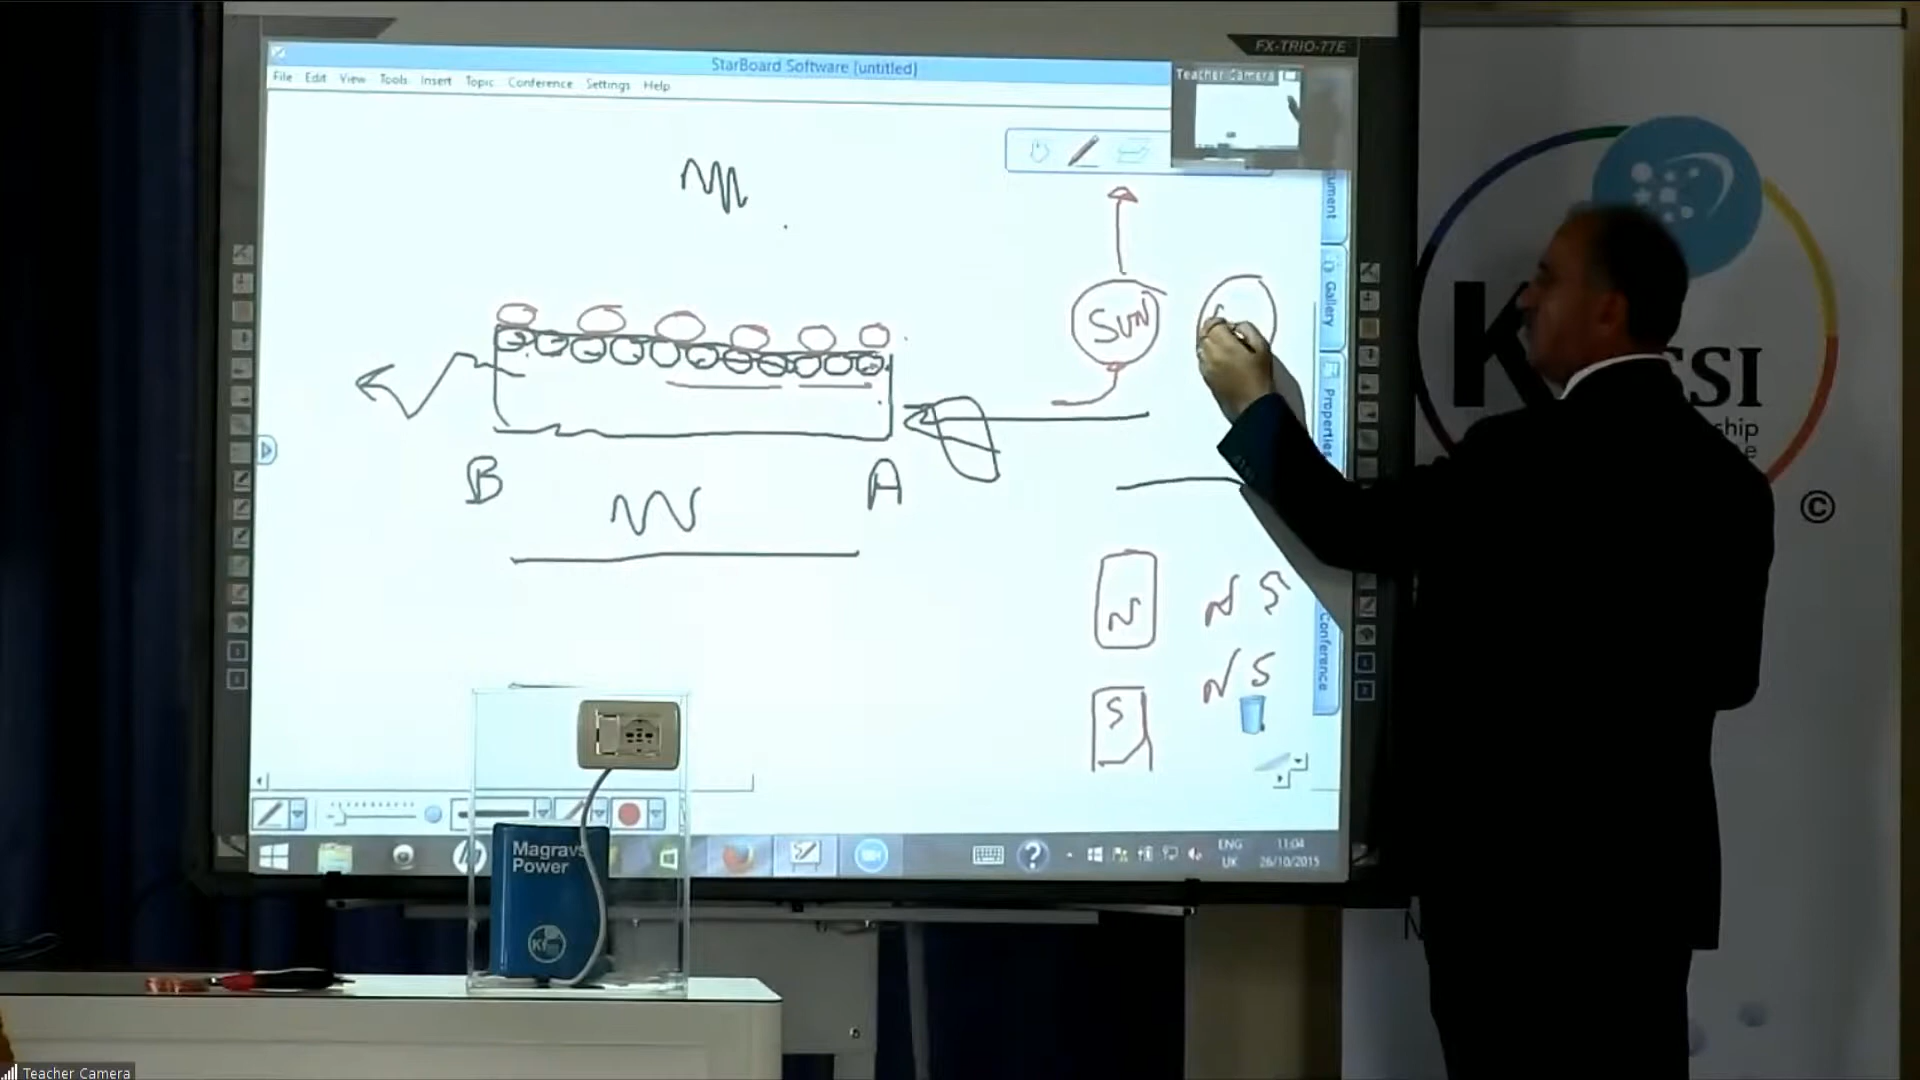 FX-TRIO-77E
StarBoard Software (untitled)
File Edit View Tools Insert Topic Conference Settings Help
Teacher Camera
Gallery
Properties
Conference
SUN
B
A
N
N S
S
N S
K SSI
©
Magravs
Power
ENG
UK
11:04
26/10/2015
Teacher Camera